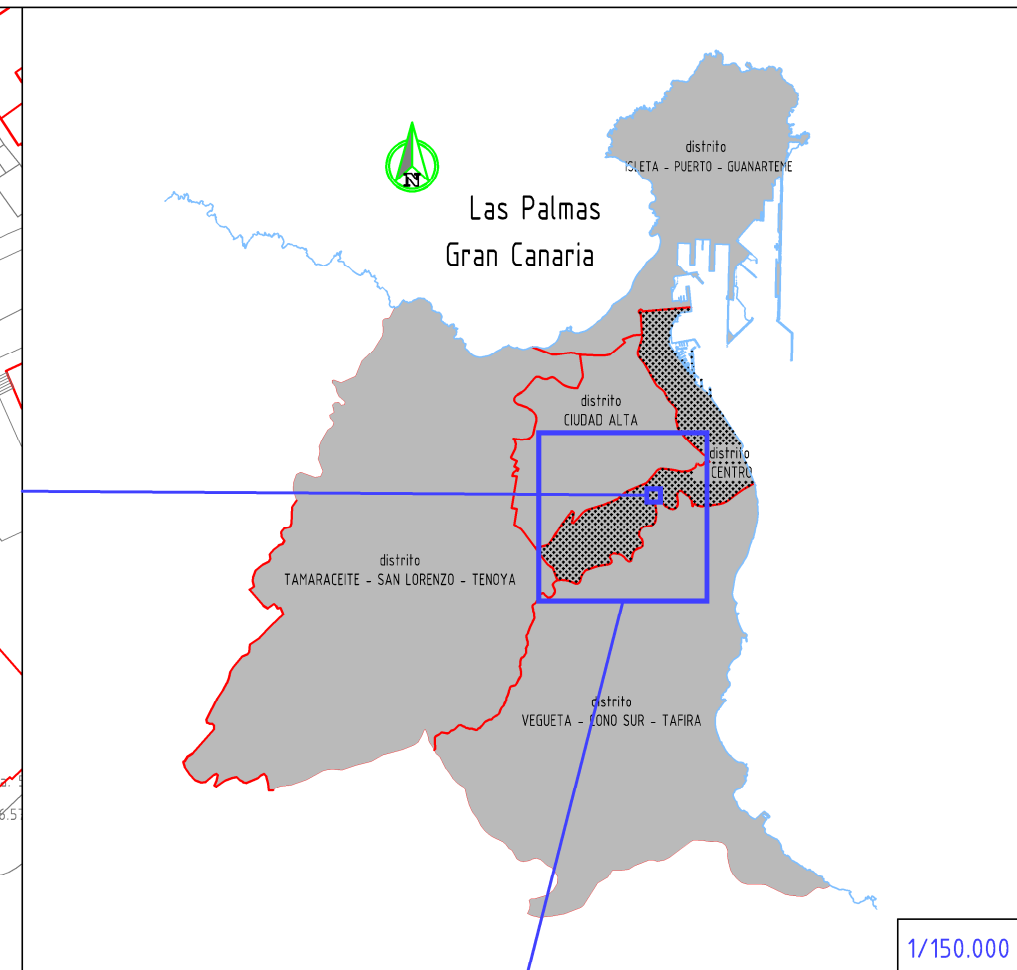 distrito
ISLETA - PUERTO - GUANARTEME
N
Las Palmas
Gran Canaria
distrito
CIUDAD ALTA
distrito
CENTRO
distrito
TAMARACEITE - SAN LORENZO - TENOYA
distrito
VEGUETA - CONO SUR - TAFIRA
1/150.000